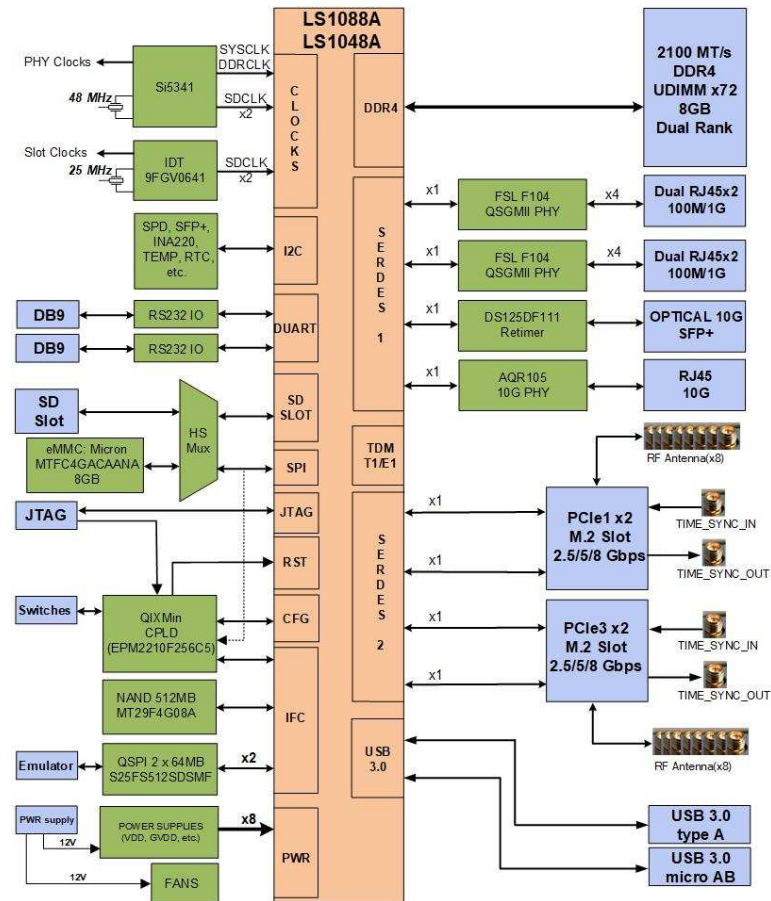 LS1088A
LS1048A
PHY Clocks
48 MHz
Si5341
SYSCLK
DDRCLK
SDCLK
x2
Slot Clocks
25 MHz
IDT
9FGV0641
SDCLK
x2
CLOCKS
SPD, SFP+,
INA220,
TEMP, RTC,
etc.
I2C
DB9
RS232 IO
DB9
RS232 IO
DUART
SD
Slot
eMMC: Micron
MTFC4GACAANA
8GB
HS
Mux
SD
SLOT
SPI
JTAG
JTAG
RST
Switches
QIXMin
CPLD
(EPM2210F256C5)
CFG
NAND 512MB
MT29F4G08A
IFC
Emulator
QSPI 2 x 64MB
S25FS512SDSMF
x2
PWR supply
12V
POWER SUPPLIES
(VDD, GVDD, etc.)
x8
PWR
12V
FANS
DDR4
2100 MT/s
DDR4
UDIMM x72
8GB
Dual Rank
SERDES 1
x1
FSL F104
QSGMII PHY
x4
Dual RJ45x2
100M/1G
x1
FSL F104
QSGMII PHY
x4
Dual RJ45x2
100M/1G
x1
DS125DF111
Retimer
OPTICAL 10G
SFP+
x1
AQR105
10G PHY
RJ45
10G
TDM
T1/E1
RF Antenna(x8)
SERDES 2
x1
x1
PCIe1 x2
M.2 Slot
2.5/5/8 Gbps
TIME_SYNC_IN
TIME_SYNC_OUT
x1
x1
PCIe3 x2
M.2 Slot
2.5/5/8 Gbps
TIME_SYNC_IN
TIME_SYNC_OUT
RF Antenna(x8)
USB
3.0
USB 3.0
type A
USB 3.0
micro AB